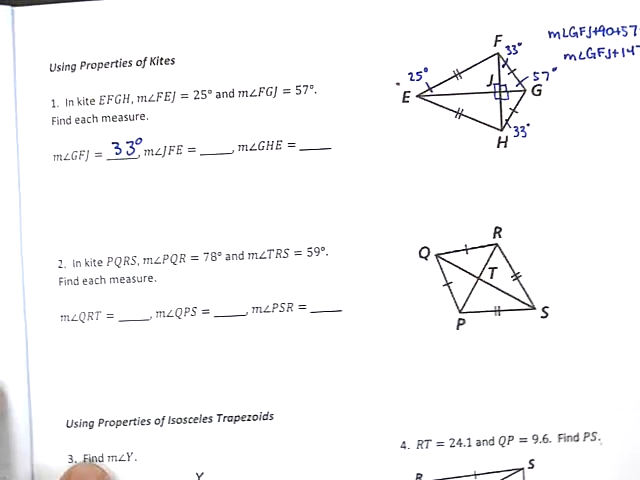 Using Properties of Kites
1. In kite EFGH, m∠FEJ = 25° and m∠FGJ = 57°.
Find each measure.
m∠GFJ = 33°, m∠JFE = ____, m∠GHE = ____
F
33°
m∠GFJ+90+57
m∠GFJ+147
25°
J
57°
E
G
33°
H
2. In kite PQRS, m∠PQR = 78° and m∠TRS = 59°.
Find each measure.
m∠QRT = ____, m∠QPS = ____, m∠PSR = ____
R
Q
T
S
P
Using Properties of Isosceles Trapezoids
3. Find m∠Y.
Y
4. RT = 24.1 and QP = 9.6. Find PS.
R
S